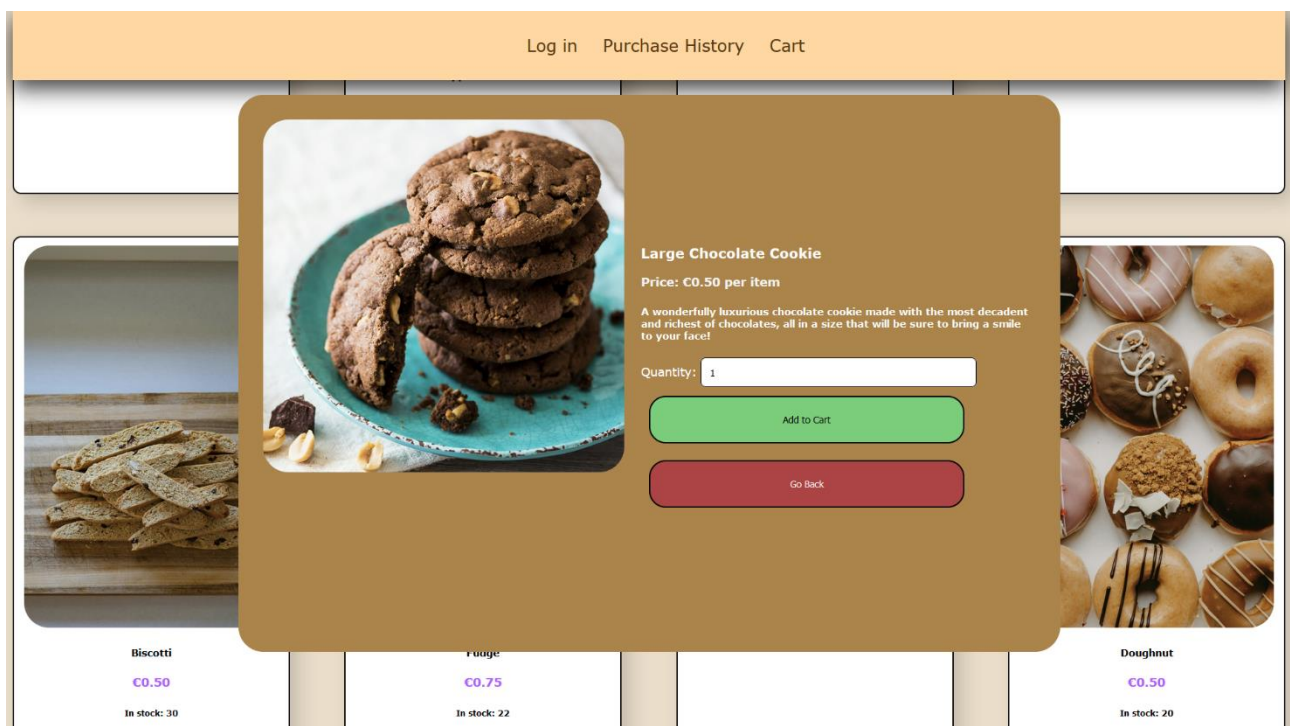 Log in Purchase History Cart
Large Chocolate Cookie
Price: €0.50 per item
A wonderfully luxurious chocolate cookie made with the most decadent
and richest of chocolates, all in a size that will be sure to bring a smile
to your face!
Quantity: 1
Add to Cart
Go Back
Biscotti
€0.50
In stock: 30
Fudge
€0.75
In stock: 22
Doughnut
€0.50
In stock: 20